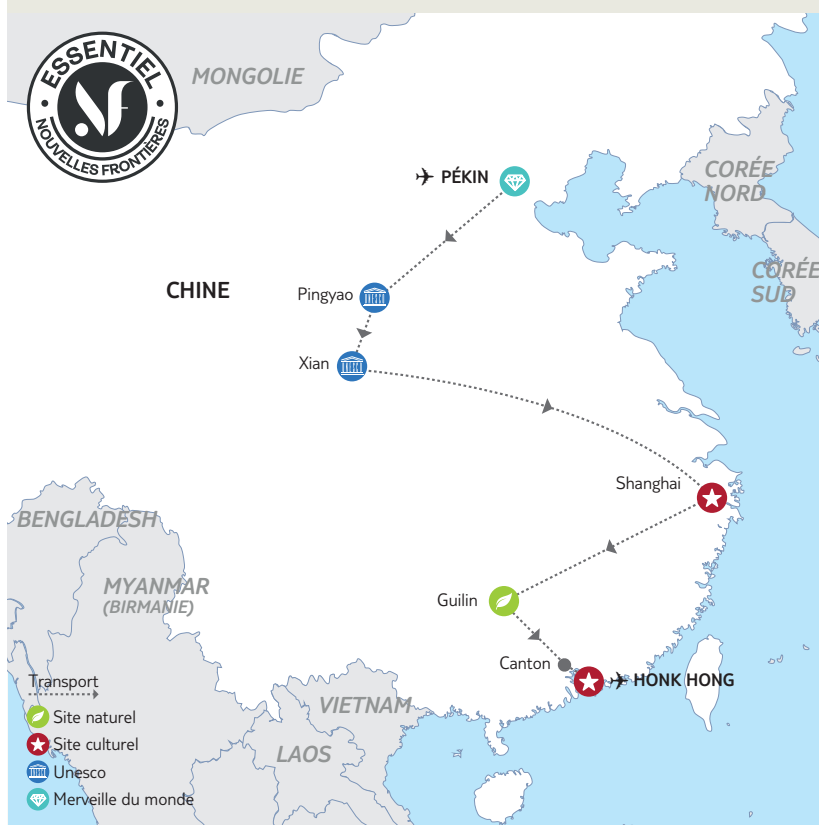 ESSENTIEL
NF
NOUVELLES FRONTIÈRES
MONGOLIE
PÉKIN
CORÉE
NORD
CORÉE
SUD
CHINE
Pingyao
Xian
Shanghai
BENGLADESH
MYANMAR
(BIRMANIE)
Guilin
Canton
HONK HONG
VIETNAM
LAOS
Transport
Site naturel
Site culturel
Unesco
Merveille du monde